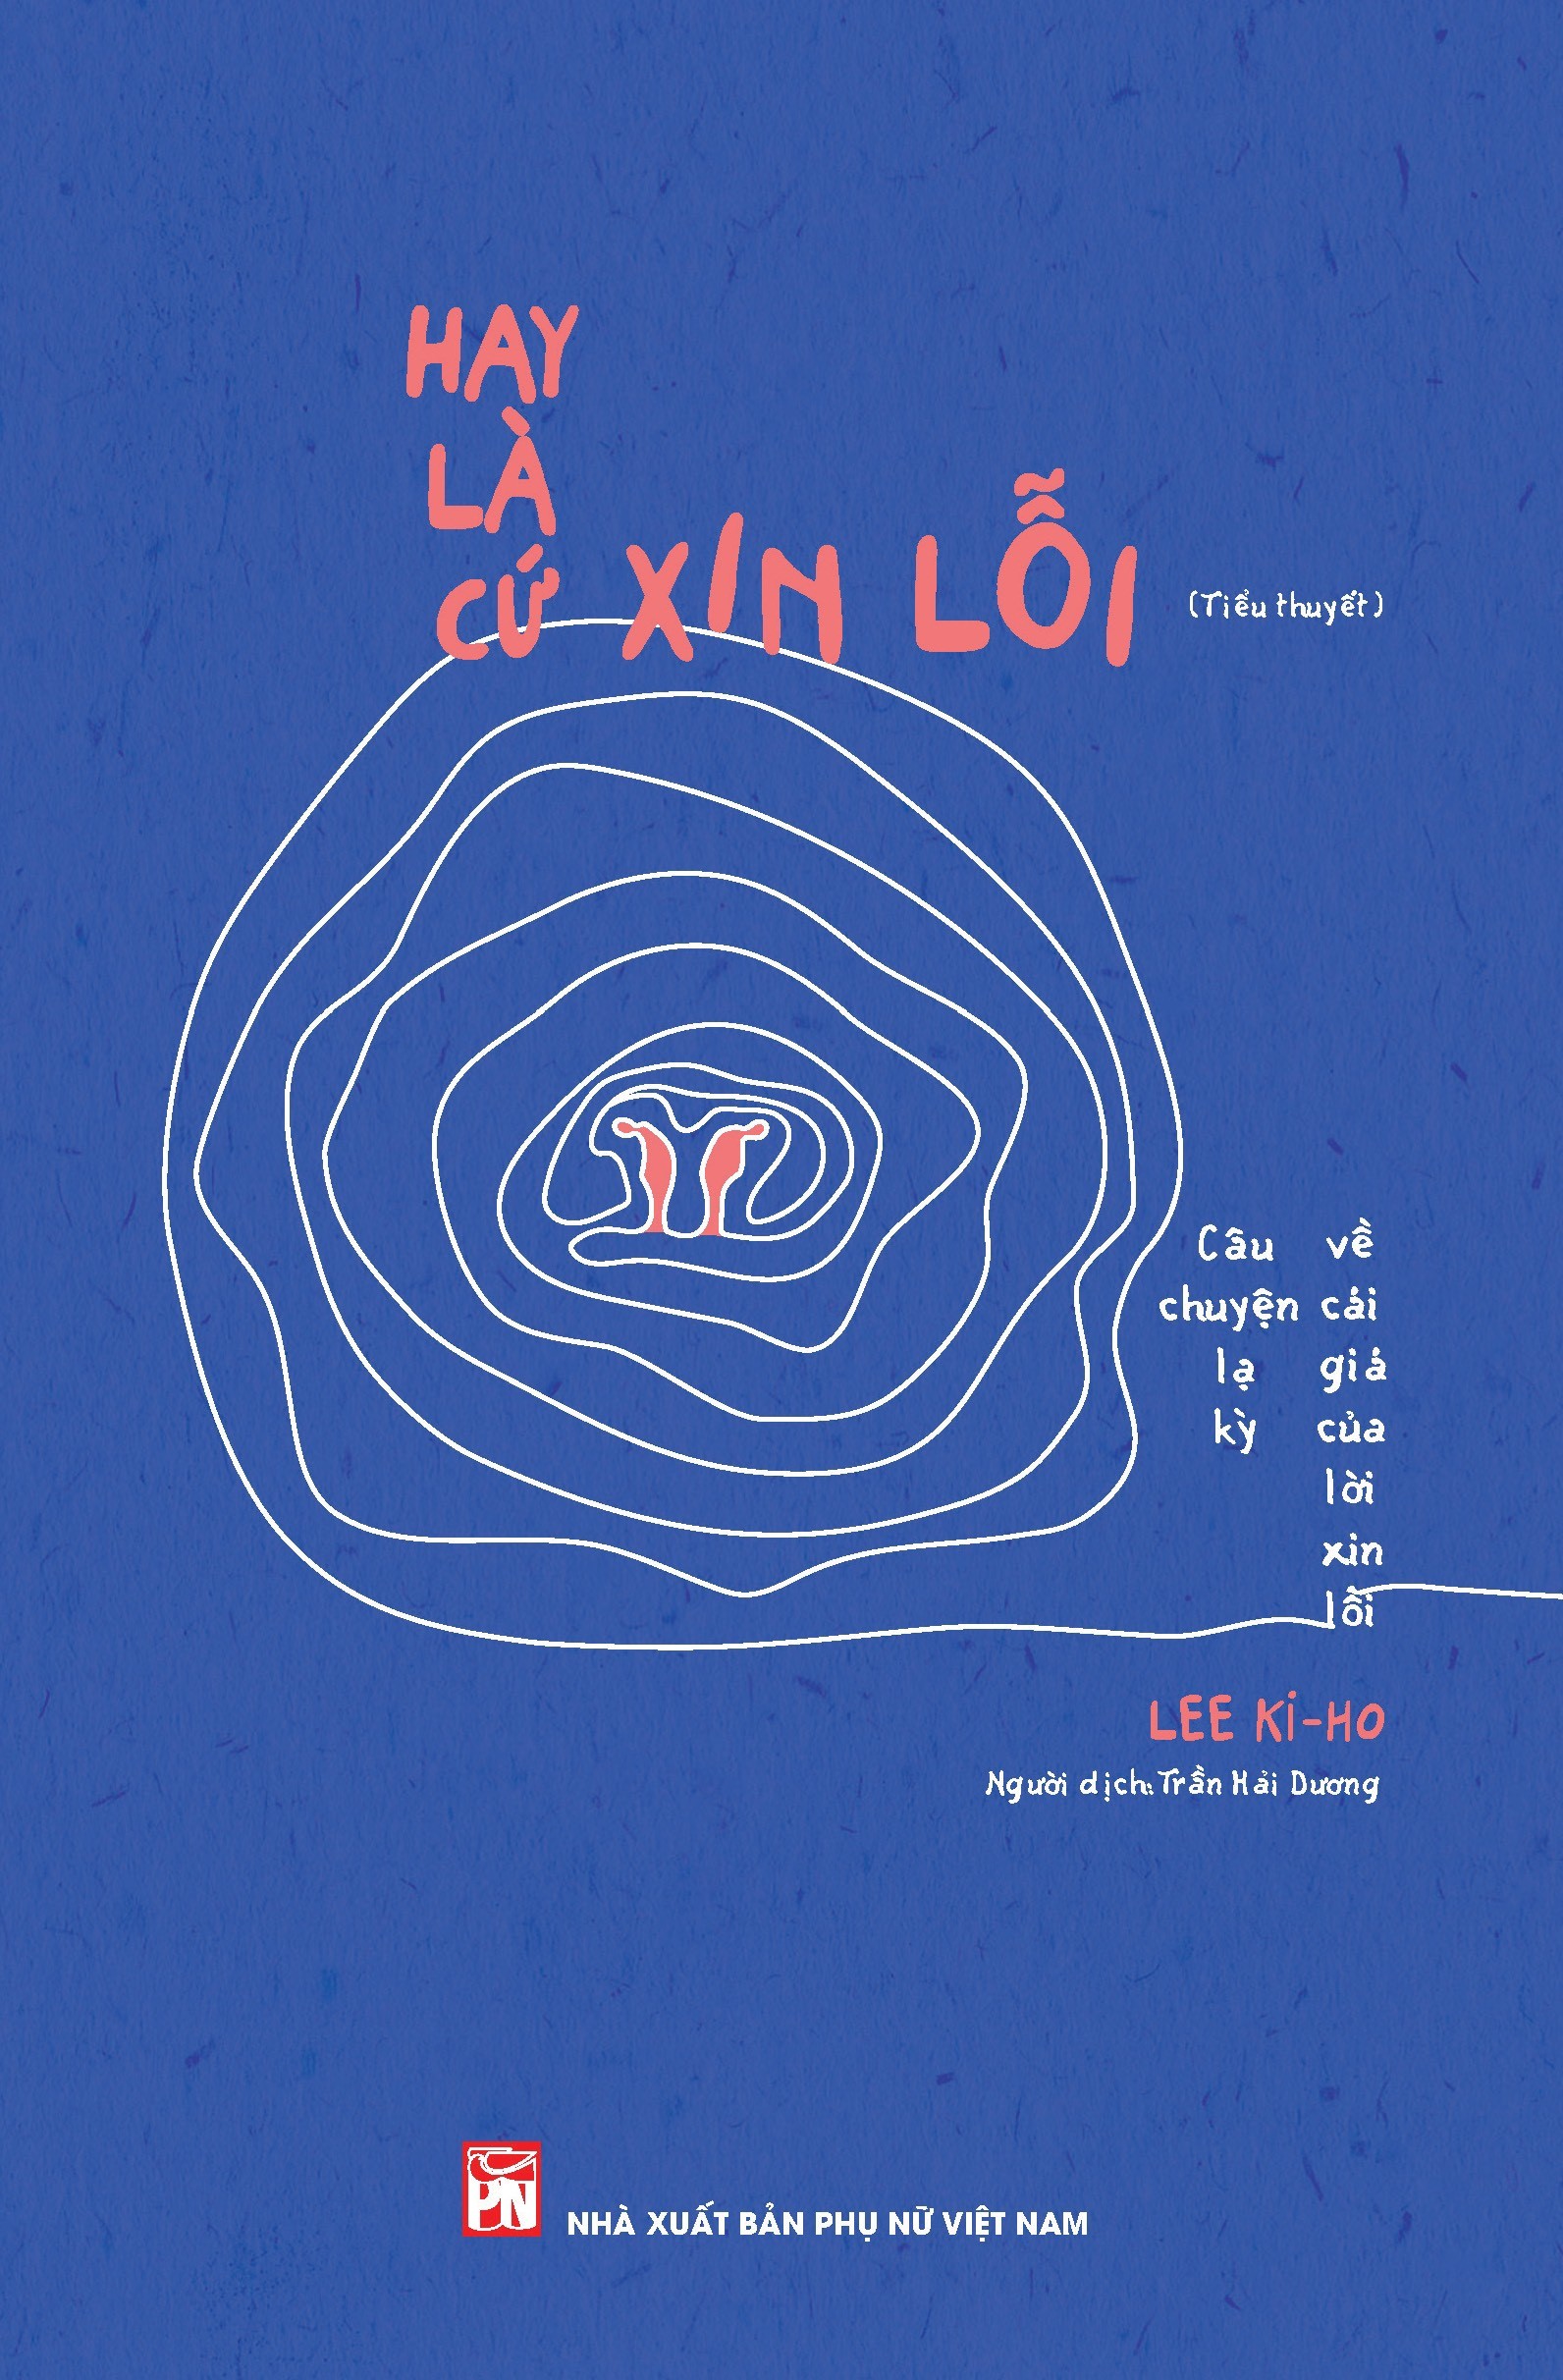 HAY
LÀ
CỨ XIN LỖI
(Tiểu thuyết)
Câu
chuyện
lạ
kỳ
về
cái
giá
của
lời
xin
lỗi
LEE Ki-HO
Người dịch: Trần Hải Dương
PN
NHÀ XUẤT BẢN PHỤ NỮ VIỆT NAM